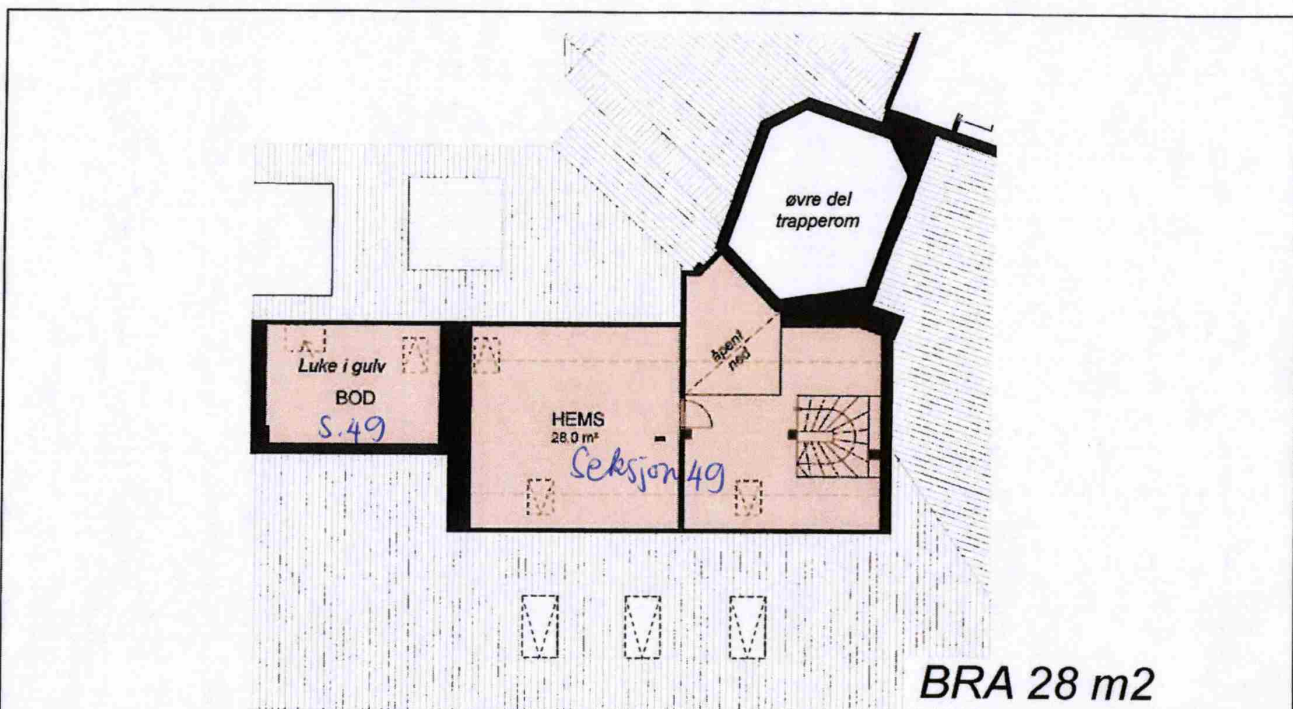 øvre del
trapperom
åpent
ned
Luke i gulv
BOD
S.49
HEMS
28.0 m²
Seksjon 49
BRA 28 m2